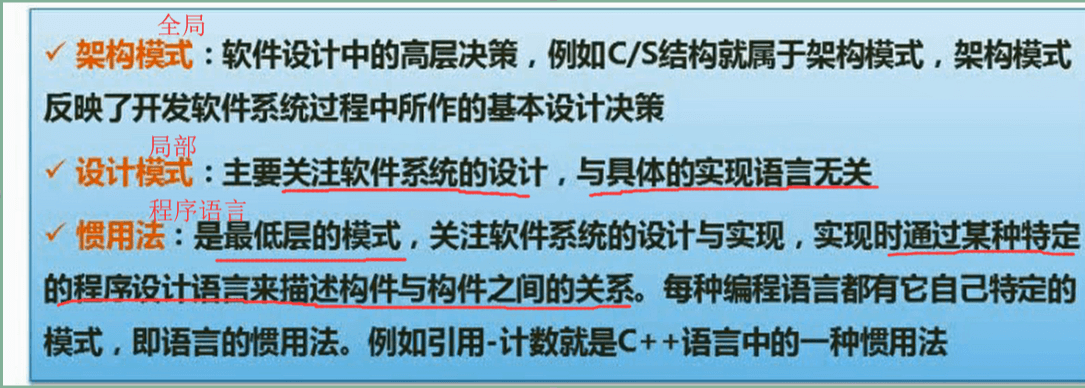 全局
✓ 架构模式：软件设计中的高层决策，例如C/S结构就属于架构模式，架构模式
反映了开发软件系统过程中所作的基本设计决策
局部
✓ 设计模式：主要关注软件系统的设计，与具体的实现语言无关
程序语言
✓ 惯用法：是最低层的模式，关注软件系统的设计与实现，实现时通过某种特定
的程序设计语言来描述构件与构件之间的关系。每种编程语言都有它自己特定的
模式，即语言的惯用法。例如引用-计数就是C++语言中的一种惯用法